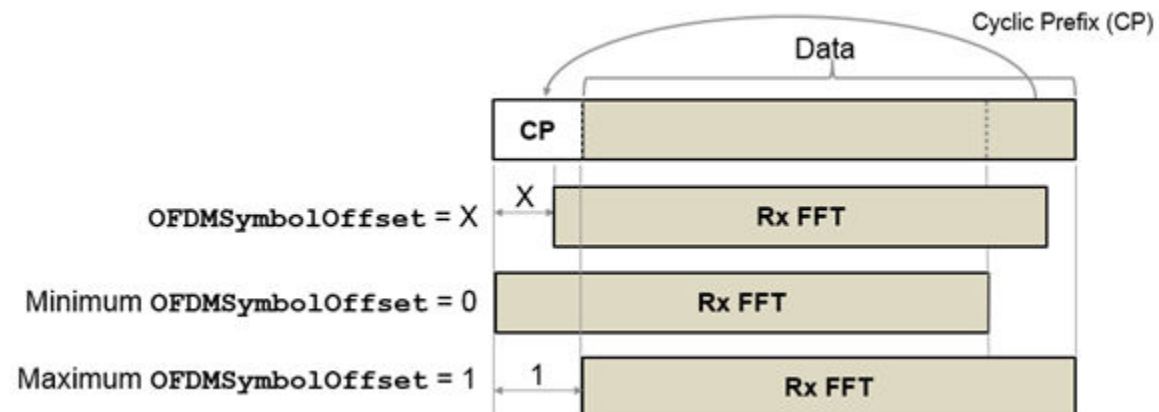 Cyclic Prefix (CP)
Data
CP
X
OFDMSymbolOffset = X
Rx FFT
Minimum OFDMSymbolOffset = 0
Rx FFT
Maximum OFDMSymbolOffset = 1
1
Rx FFT